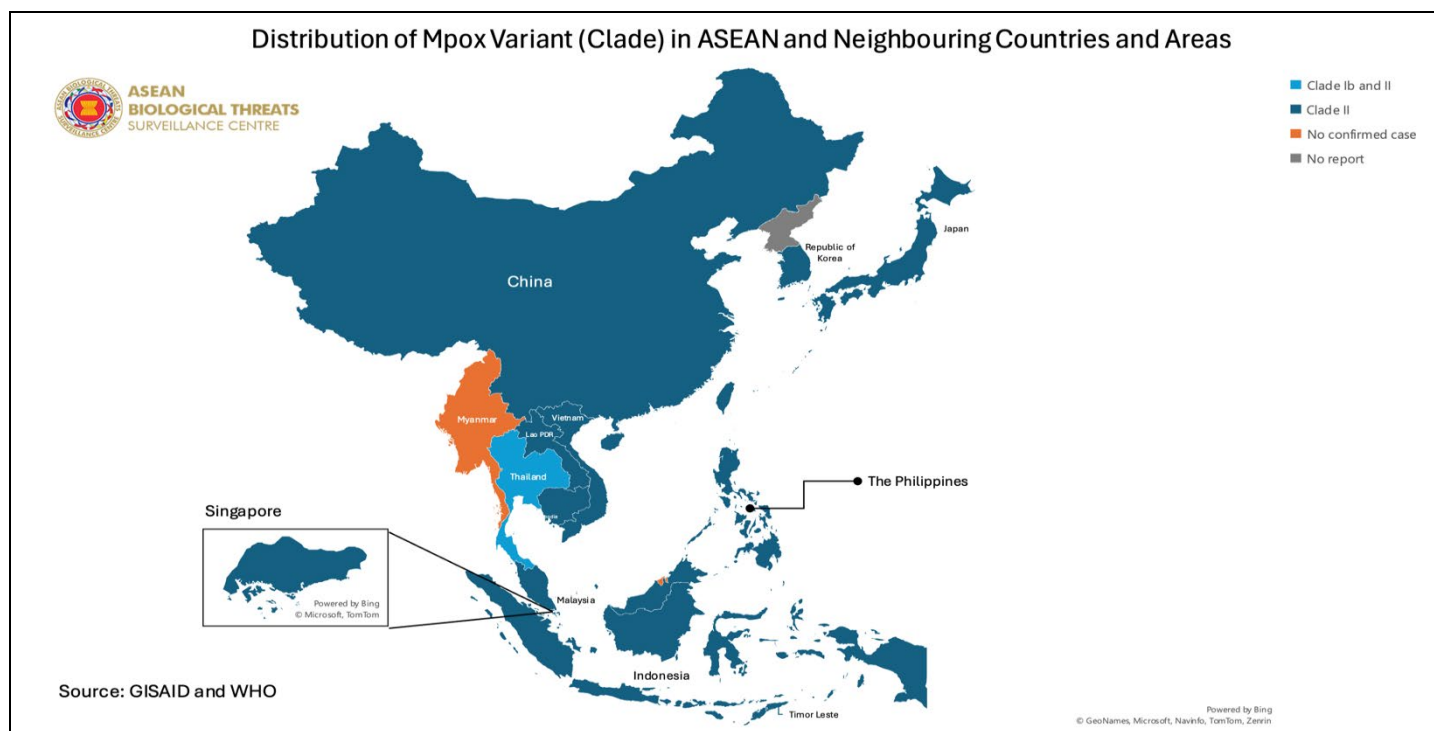 Distribution of Mpox Variant (Clade) in ASEAN and Neighbouring Countries and Areas
ASEAN
BIOLOGICAL THREATS
SURVEILLANCE CENTRE
Clade Ib and II
Clade II
No confirmed case
No report
Japan
Republic of
Korea
China
Myanmar
Vietnam
Lao PDR
Thailand
The Philippines
Singapore
Powered by Bing
© Microsoft, TomTom
Malaysia
Indonesia
Timor Leste
Source: GISAID and WHO
Powered by Bing
© GeoNames, Microsoft, Navinfo, TomTom, Zenrin